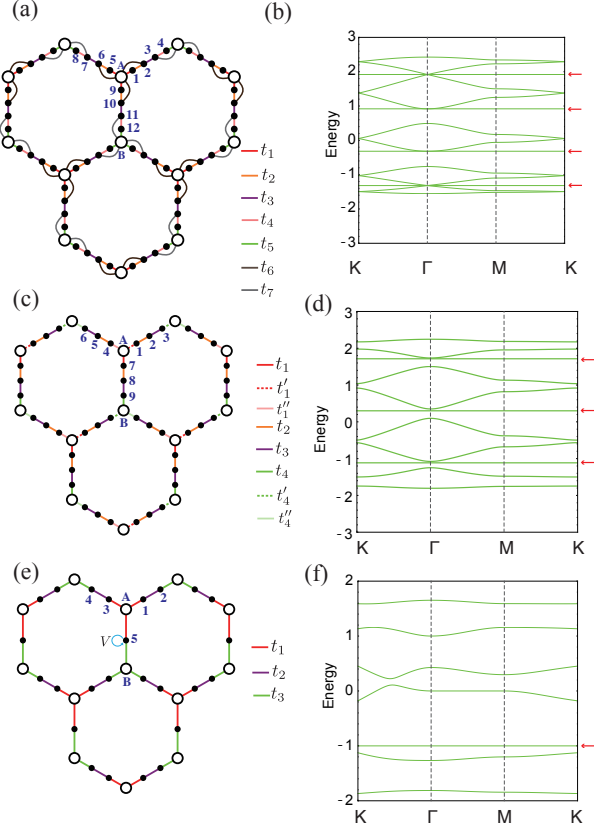 (a)
8
7
6
5
A
1
2
3
4
9
10
11
12
B
t₁
t₂
t₃
t₄
t₅
t₆
t₇
(b)
Energy
3
2
1
0
-1
-2
-3
K
Γ
M
K
(c)
6
5
4
A
1
2
3
7
8
9
B
t₁
t′₁
t″₁
t₂
t₃
t₄
t′₄
t″₄
(d)
Energy
3
2
1
0
-1
-2
-3
K
Γ
M
K
(e)
4
3
A
1
2
V
5
B
t₁
t₂
t₃
(f)
Energy
2
1
0
-1
-2
K
Γ
M
K